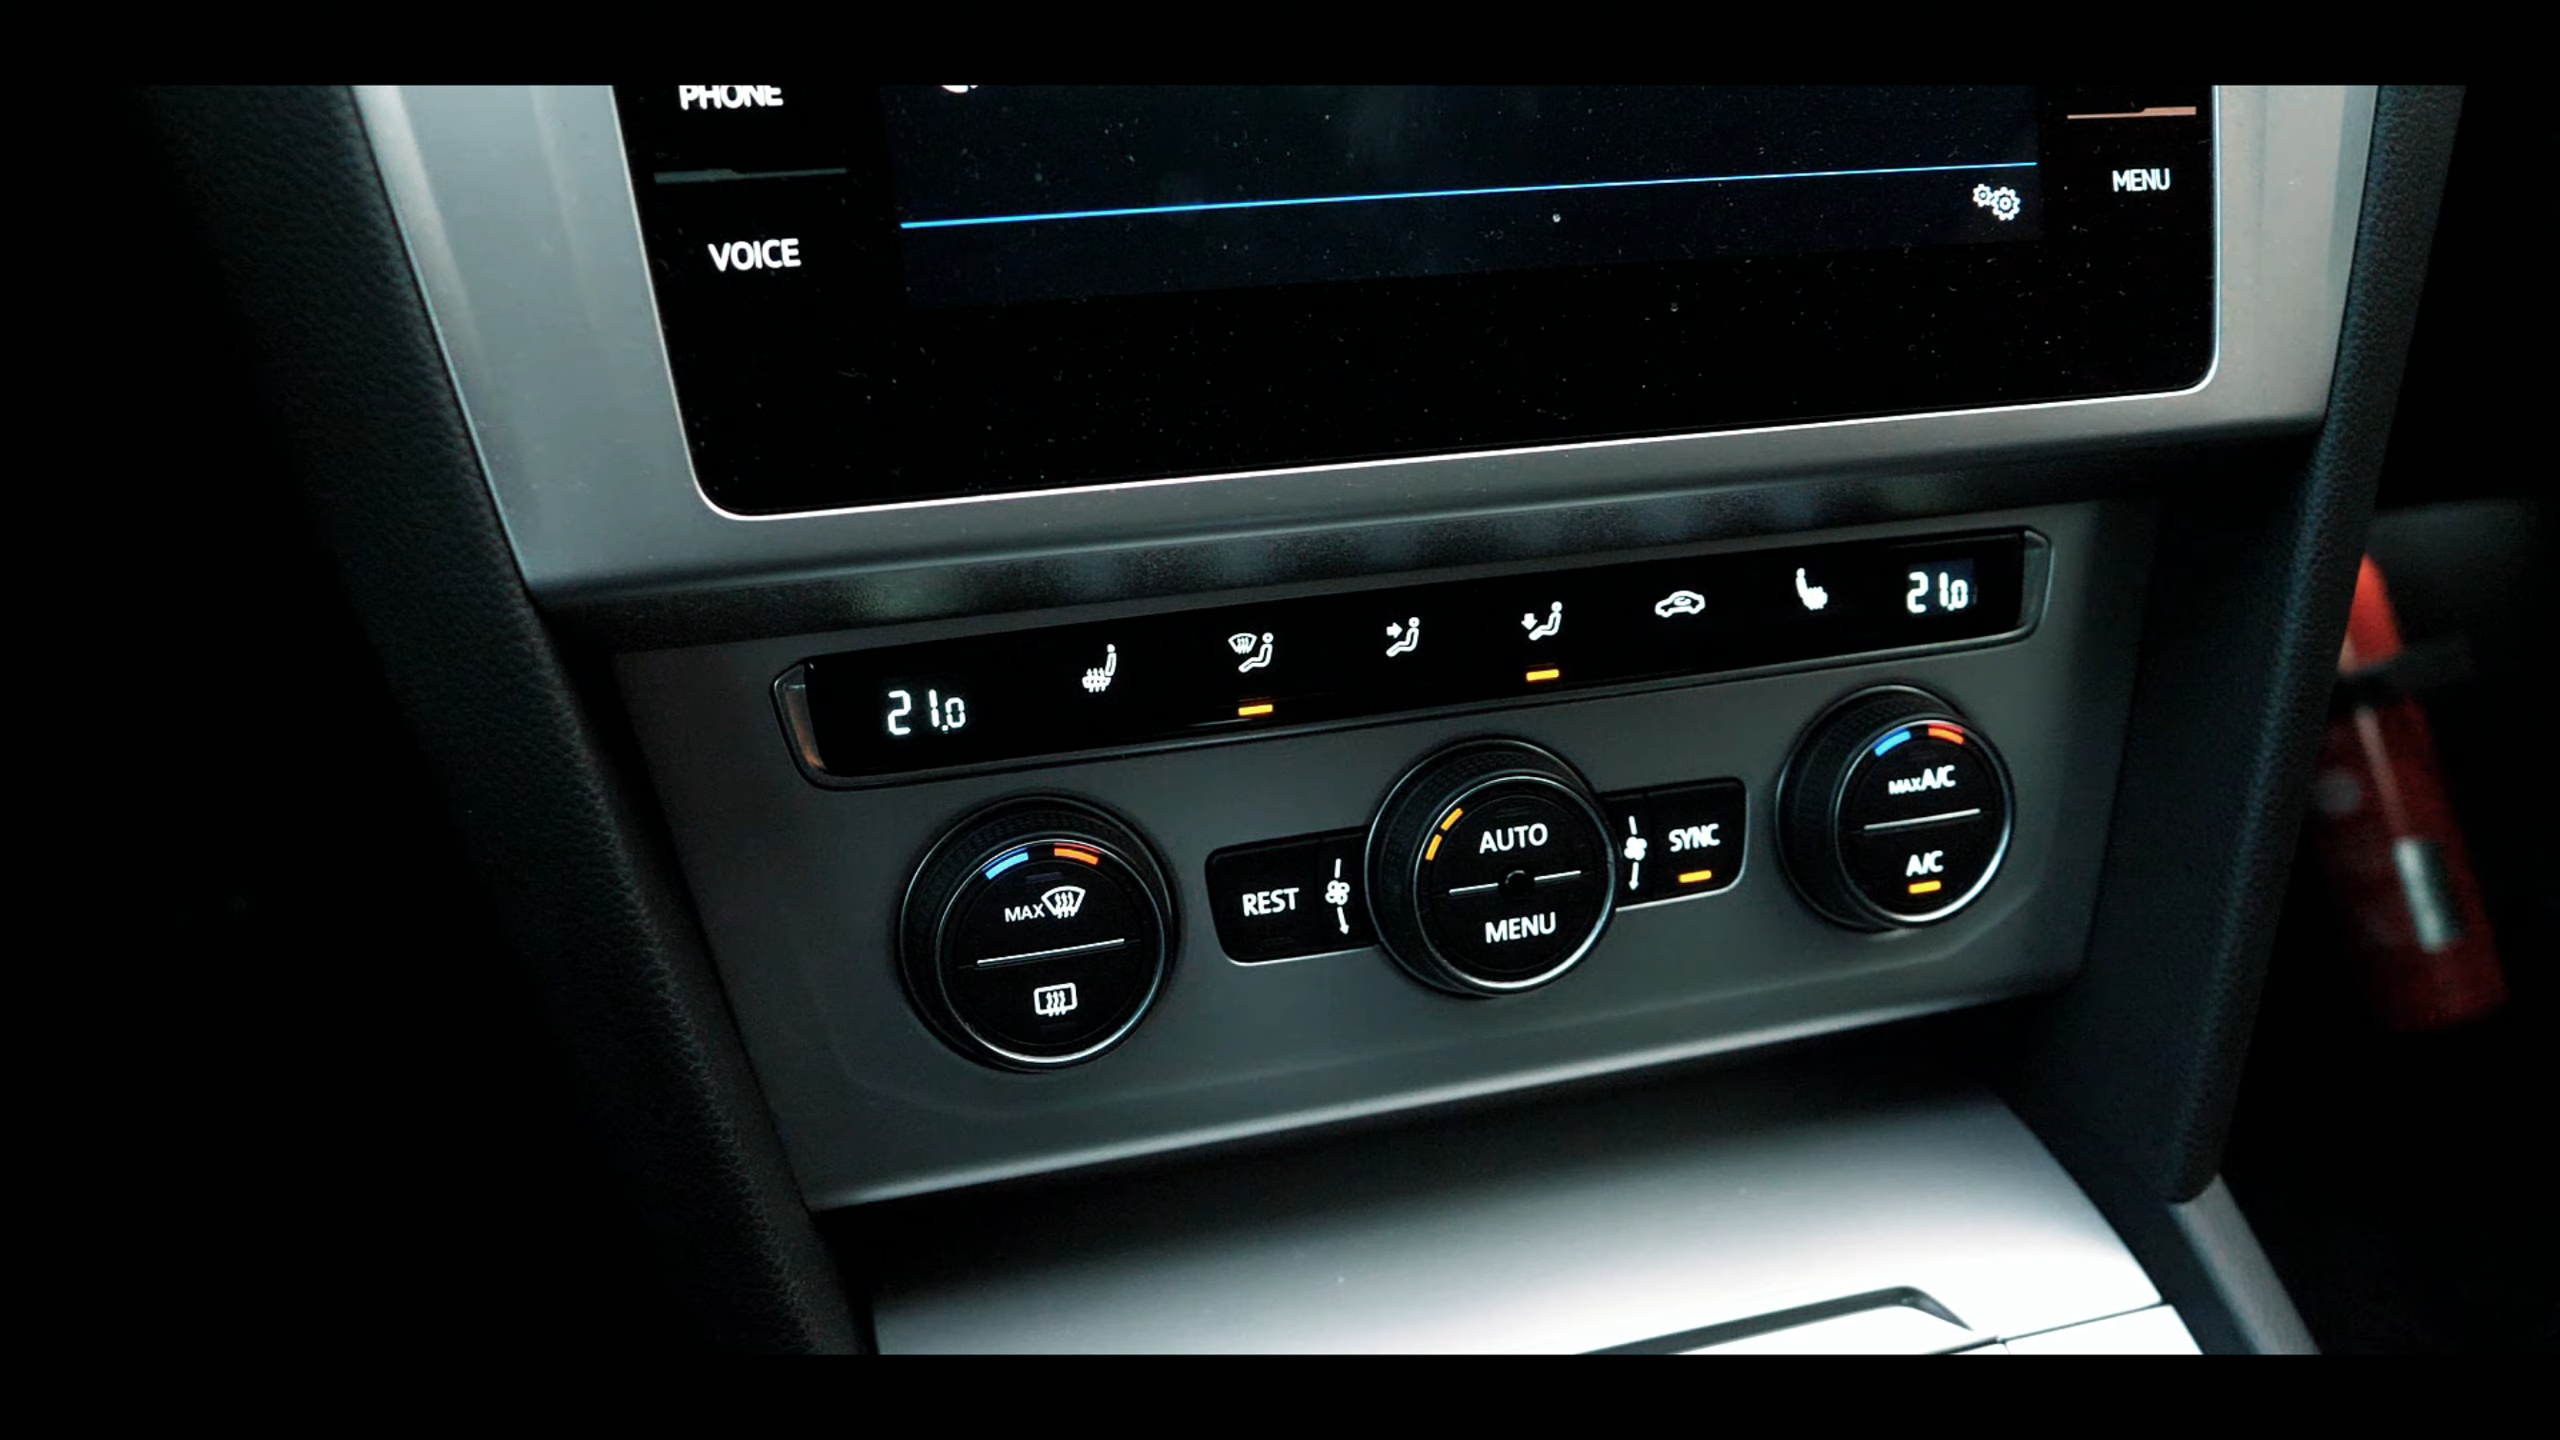 PHONE
MENU
VOICE
21.0
21.0
MAX A/C
A/C
AUTO
SYNC
REST
MENU
MAX